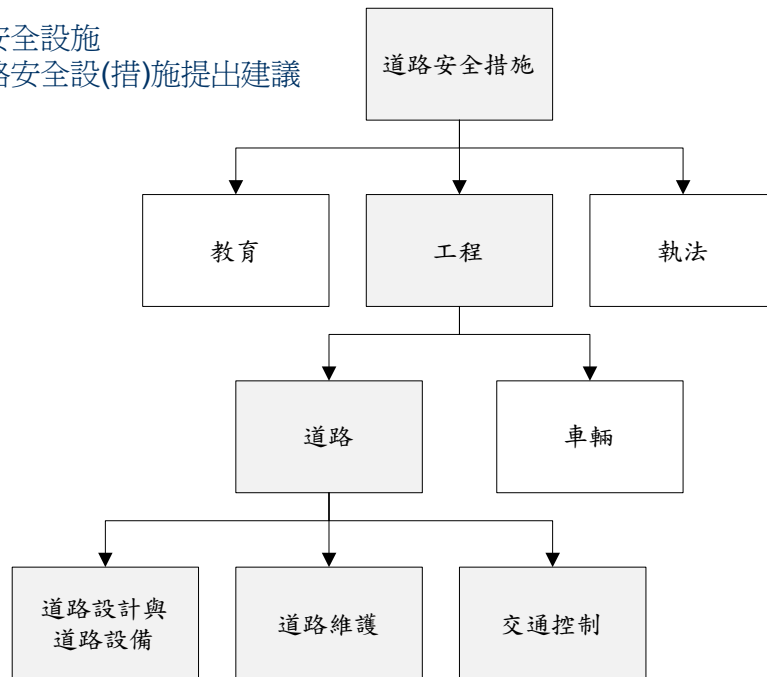 安全設施
路安全設(措)施提出建議
道路安全措施
教育
工程
執法
道路
車輛
道路設計與
道路設備
道路維護
交通控制